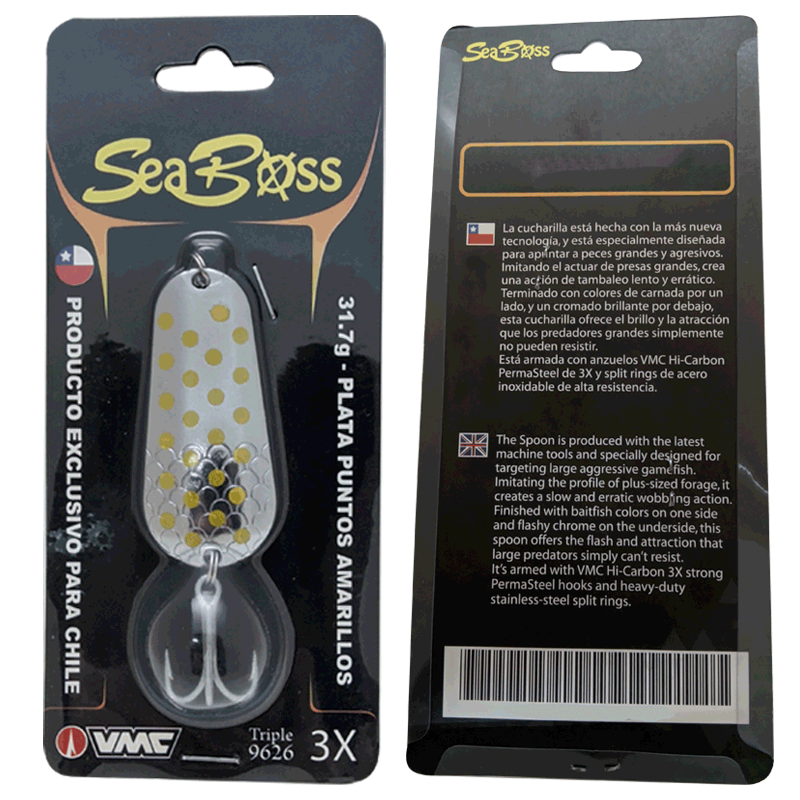 SeaBoss
PRODUCTO EXCLUSIVO PARA CHILE
31.7g - PLATA PUNTOS AMARILLOS
VMC
Triple
9626
3X
SeaBoss
La cucharilla está hecha con la más nueva
tecnología, y está especialmente diseñada
para apuntar a peces grandes y agresivos.
Imitando el actuar de presas grandes, crea
una acción de tambaleo lento y errático.
Terminado con colores de carnada por un
lado, y un cromado brillante por debajo,
esta cucharilla ofrece el brillo y la atracción
que los predadores grandes simplemente
no pueden resistir.
Está armada con anzuelos VMC Hi-Carbon
PermaSteel de 3X y split rings de acero
inoxidable de alta resistencia.
The Spoon is produced with the latest
machine tools and specially designed for
targeting large aggressive gamefish.
Imitating the profile of plus-sized forage, it
creates a slow and erratic wobbing action.
Finished with baitfish colors on one side
and flashy chrome on the underside, this
spoon offers the flash and attraction that
large predators simply can't resist.
It's armed with VMC Hi-Carbon 3X strong
PermaSteel hooks and heavy-duty
stainless-steel split rings.